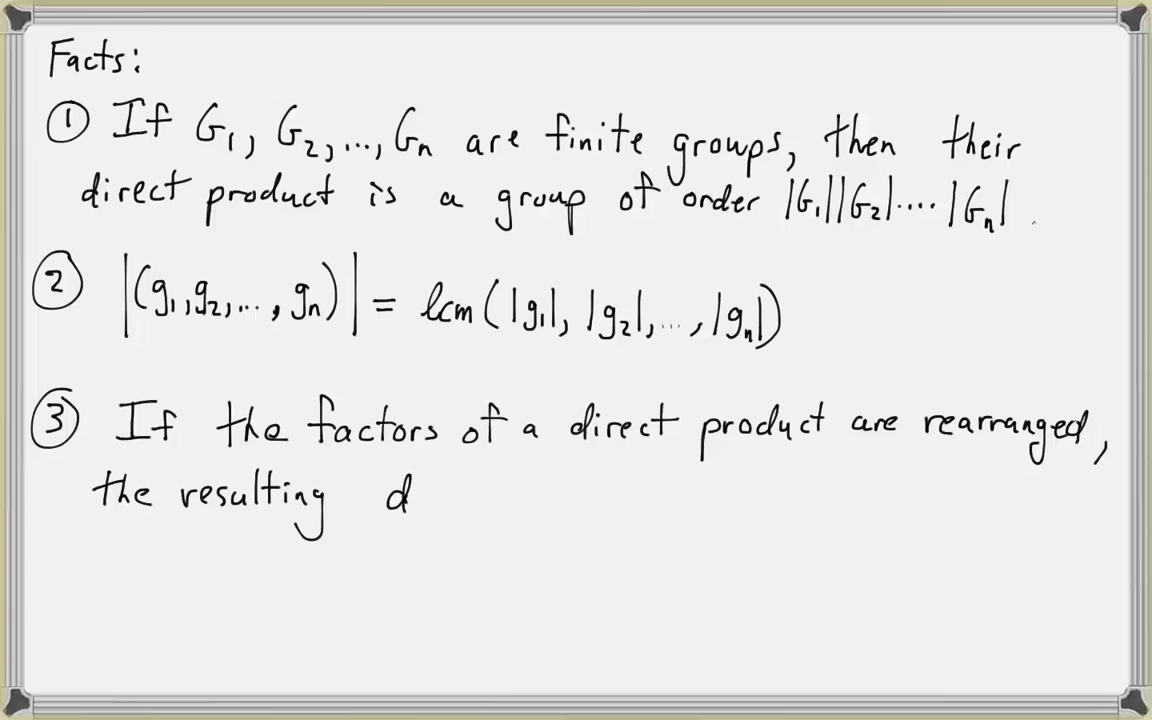 Facts:
① If G₁, G₂, ..., Gₙ are finite groups, then their
direct product is a group of order |G₁||G₂|····|Gₙ|.
② |(g₁,g₂,...,gₙ)| = lcm(|g₁|, |g₂|,...,|gₙ|)
③ If the factors of a direct product are rearranged,
the resulting d